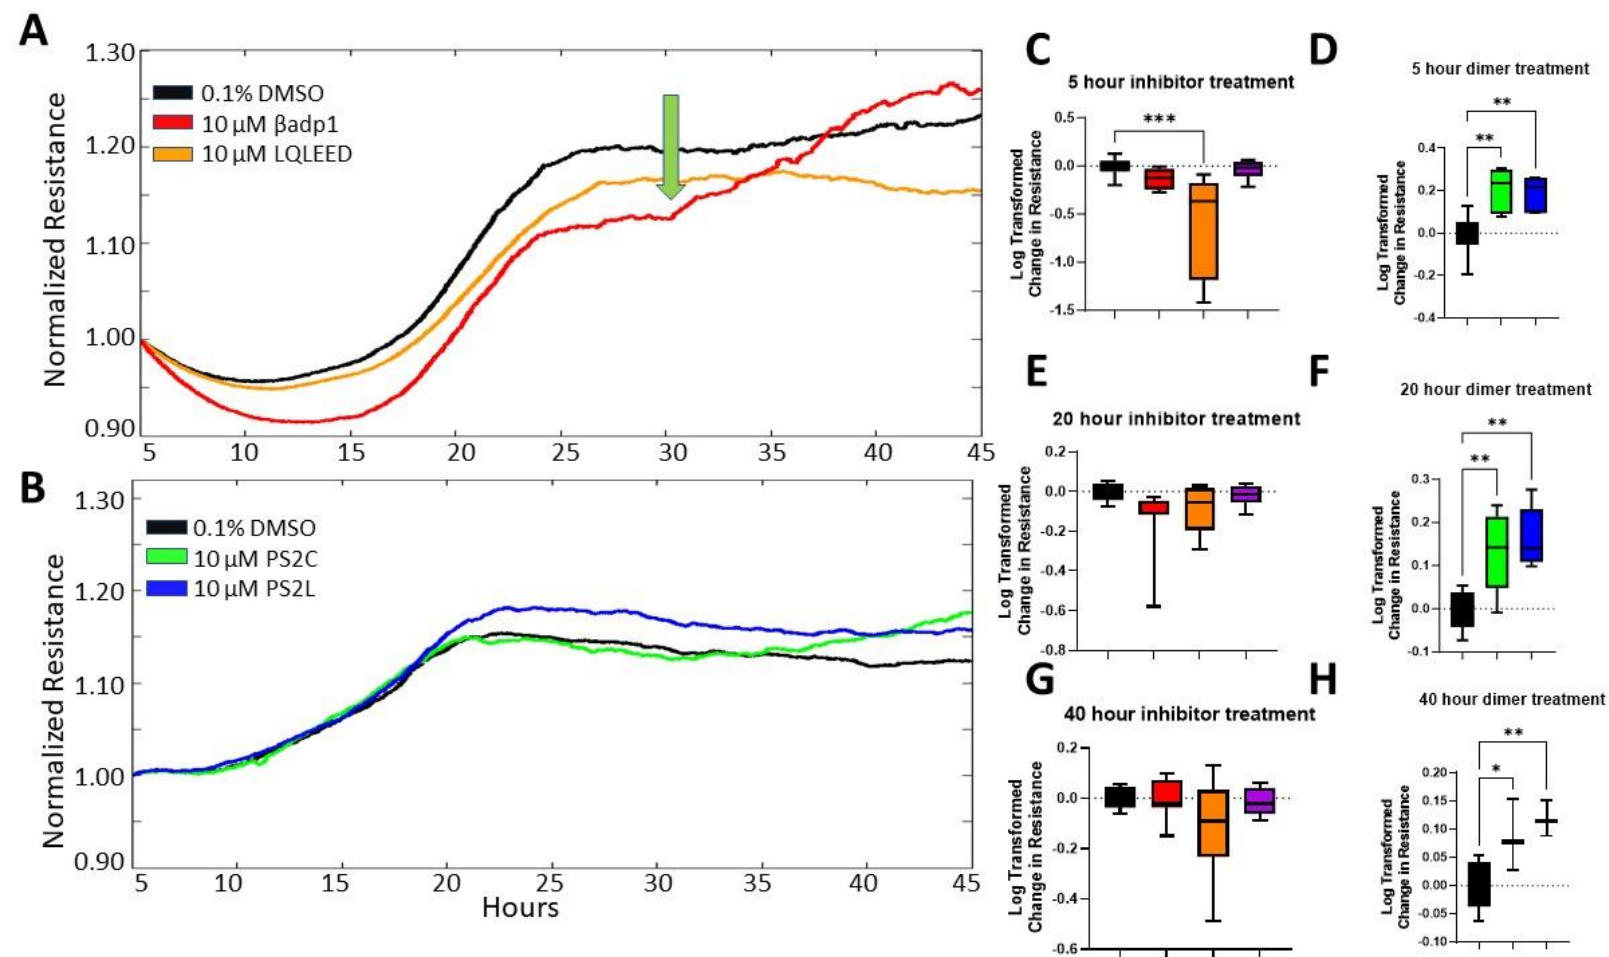 A
1.30
1.20
1.10
1.00
0.90
Normalized Resistance
0.1% DMSO
10 µM βadp1
10 µM LQLEED
5 10 15 20 25 30 35 40 45
B
1.30
1.20
1.10
1.00
0.90
Normalized Resistance
0.1% DMSO
10 µM PS2C
10 µM PS2L
5 10 15 20 25 30 35 40 45
Hours
C
5 hour inhibitor treatment
Log Transformed
Change in Resistance
0.5
0.0
-0.5
-1.0
-1.5
***
D
5 hour dimer treatment
Log Transformed
Change in Resistance
0.4
0.2
0.0
-0.2
-0.4
**
**
E
20 hour inhibitor treatment
Log Transformed
Change in Resistance
0.2
0.0
-0.2
-0.4
-0.6
-0.8
F
20 hour dimer treatment
Log Transformed
Change in Resistance
0.3
0.2
0.1
0.0
-0.1
**
**
G
40 hour inhibitor treatment
Log Transformed
Change in Resistance
0.2
0.0
-0.2
-0.4
-0.6
H
40 hour dimer treatment
Log Transformed
Change in Resistance
0.20
0.15
0.10
0.05
0.00
-0.05
-0.10
**
*